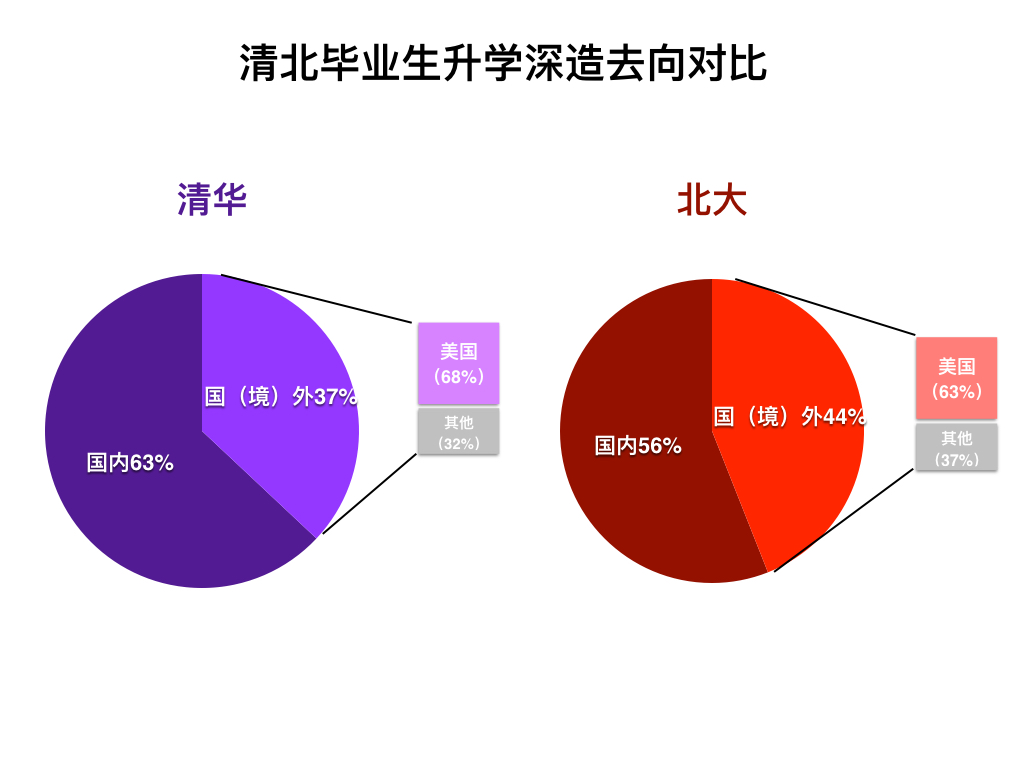 清北毕业生升学深造去向对比
清华
北大
国（境）外37%
国内63%
美国
（68%）
其他
（32%）
国（境）外44%
国内56%
美国
（63%）
其他
（37%）